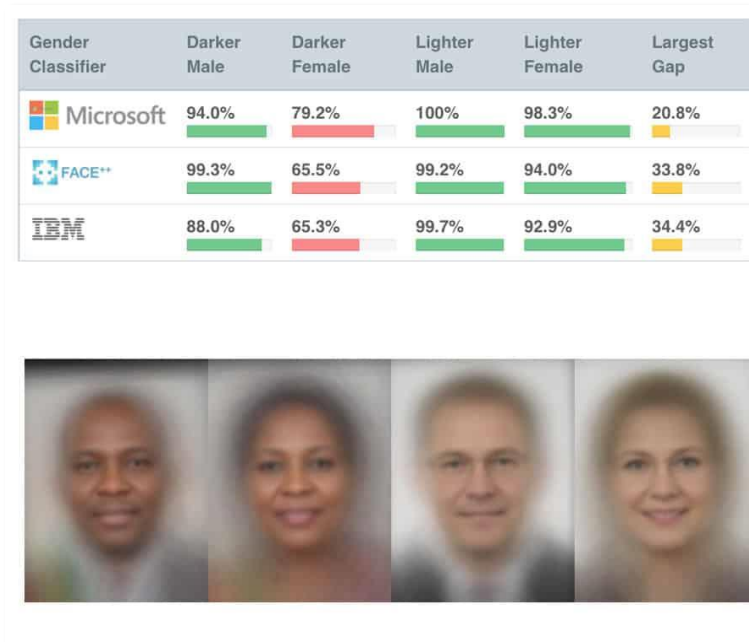 Gender Classifier Darker Male Darker Female Lighter Male Lighter Female Largest Gap
Microsoft 94.0% 79.2% 100% 98.3% 20.8%
FACE++ 99.3% 65.5% 99.2% 94.0% 33.8%
IBM 88.0% 65.3% 99.7% 92.9% 34.4%